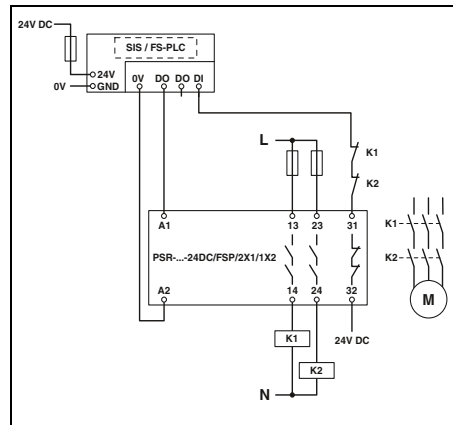 24V DC
SIS / FS-PLC
24V
0V
GND
0V DO DO DI
L
K1
K2
A1 13 23 31
PSR-...-24DC/FSP/2X1/1X2
K1
K2
A2 14 24 32
M
K1
24V DC
K2
N